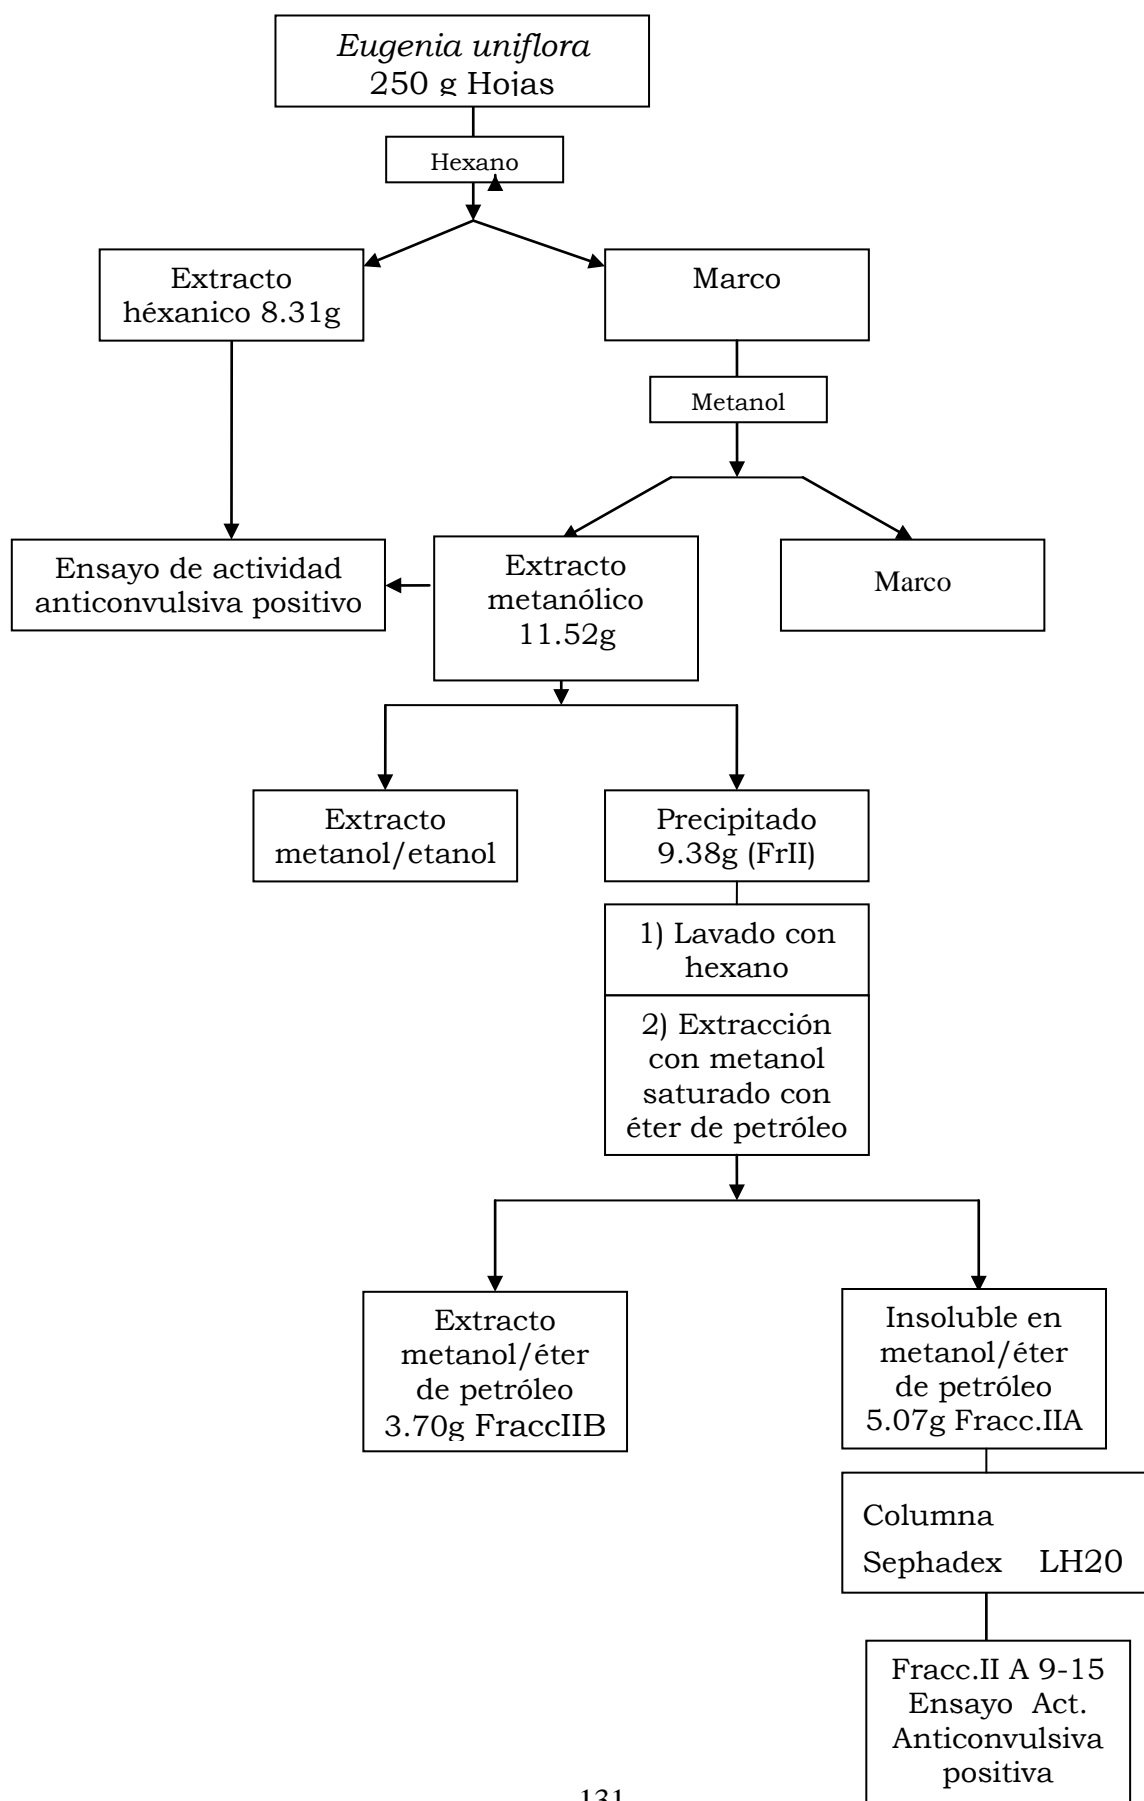 Eugenia uniflora
250 g Hojas
Hexano
Extracto
héxanico 8.31g
Marco
Metanol
Ensayo de actividad
anticonvulsiva positivo
Extracto
metanólico
11.52g
Marco
Extracto
metanol/etanol
Precipitado
9.38g (FrII)
1) Lavado con
hexano
2) Extracción
con metanol
saturado con
éter de petróleo
Extracto
metanol/éter
de petróleo
3.70g FraccIIB
Insoluble en
metanol/éter
de petróleo
5.07g Fracc.IIA
Columna
Sephadex LH20
Fracc.II A 9-15
Ensayo Act.
Anticonvulsiva
positiva
131